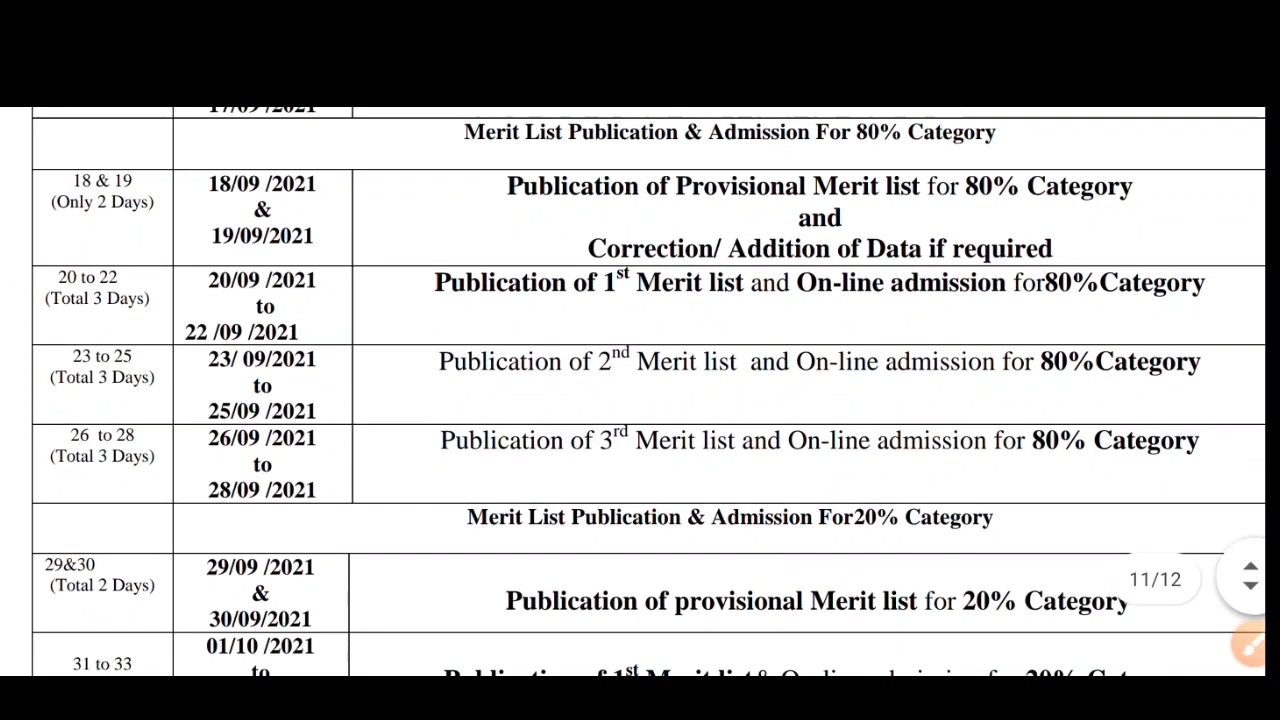 Merit List Publication & Admission For 80% Category
18 & 19
(Only 2 Days)
18/09 /2021
&
19/09/2021
Publication of Provisional Merit list for 80% Category
and
Correction/ Addition of Data if required
20 to 22
(Total 3 Days)
20/09 /2021
to
22 /09 /2021
Publication of 1st Merit list and On-line admission for80%Category
23 to 25
(Total 3 Days)
23/ 09/2021
to
25/09 /2021
Publication of 2nd Merit list and On-line admission for 80%Category
26 to 28
(Total 3 Days)
26/09 /2021
to
28/09 /2021
Publication of 3rd Merit list and On-line admission for 80% Category
Merit List Publication & Admission For20% Category
29&30
(Total 2 Days)
29/09 /2021
&
30/09/2021
Publication of provisional Merit list for 20% Category
11/12
31 to 33
01/10 /2021
to